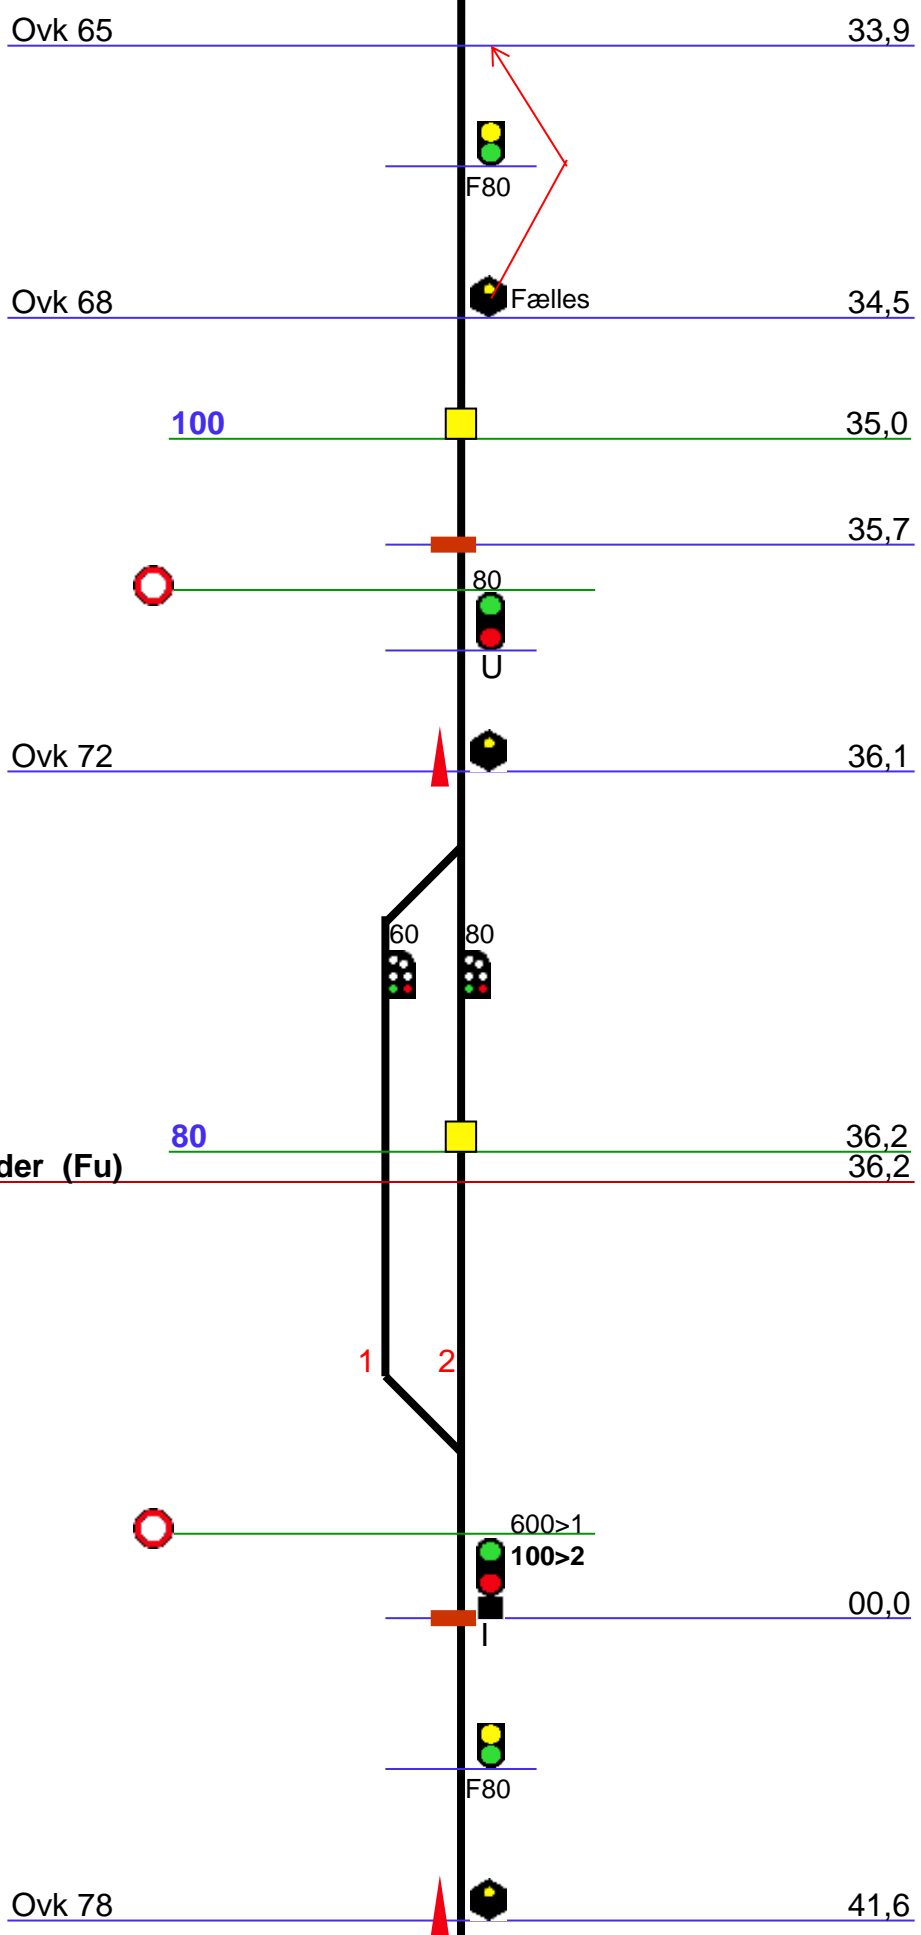 Ovk 65 33,9
F80
Ovk 68 Fælles 34,5
100 35,0
35,7
80
U
Ovk 72 36,1
60 80
80 36,2
der (Fu) 36,2
1 2
600>1
100>2
00,0
I
F80
Ovk 78 41,6